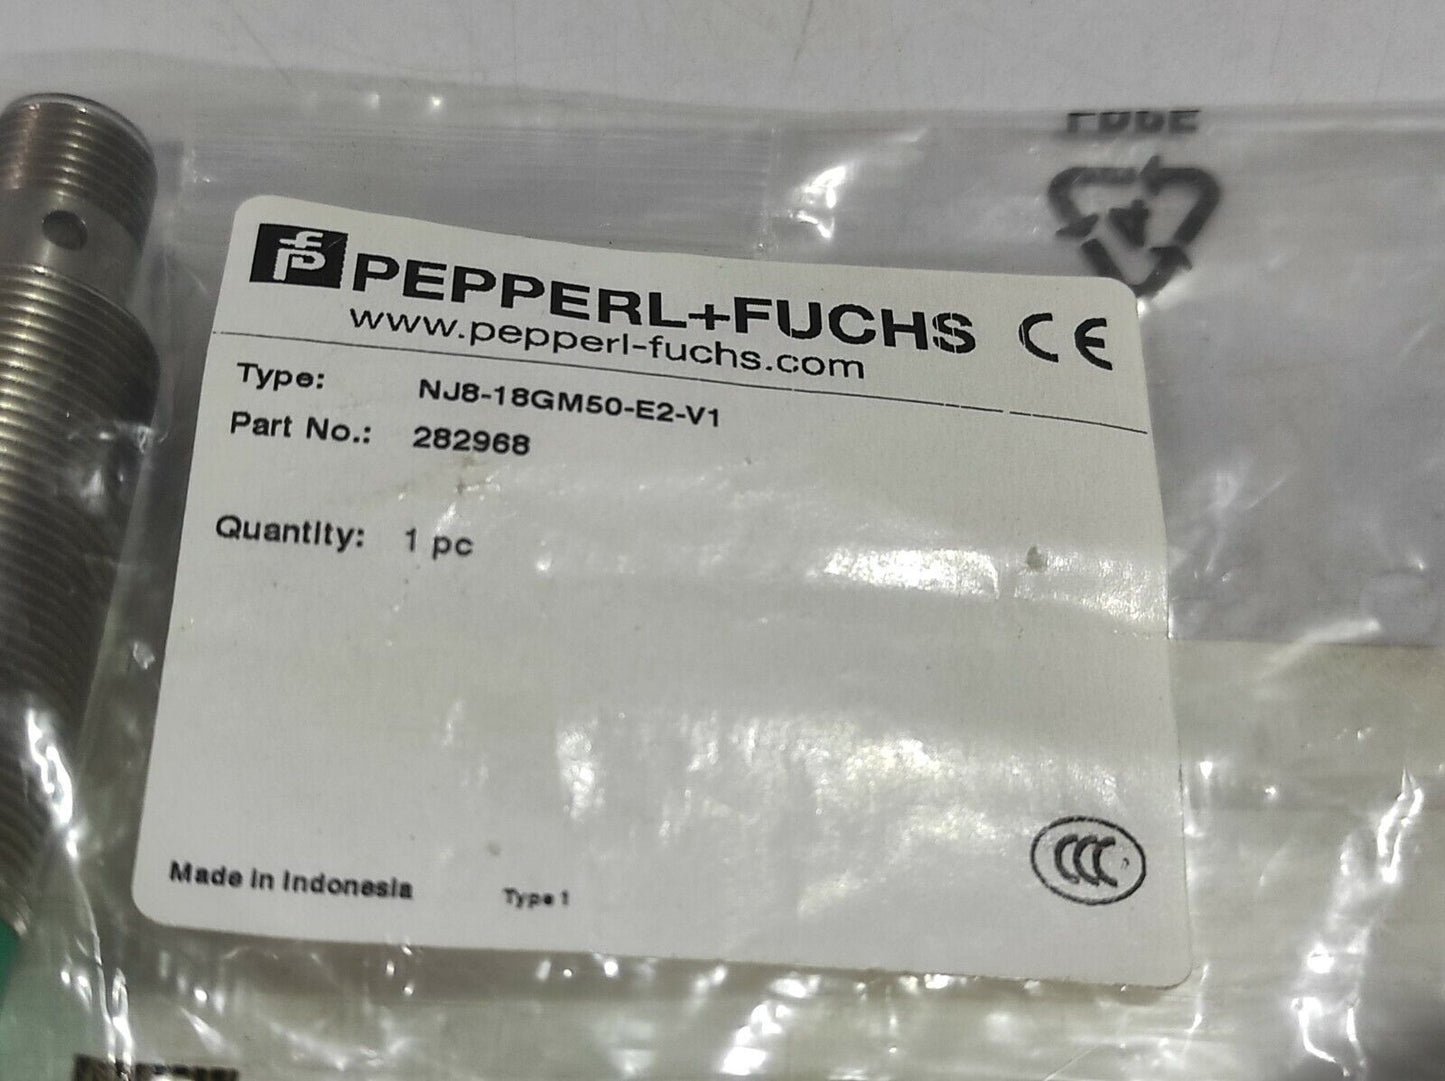 PEPPERL+FUCHS CE
www.pepperl-fuchs.com
Type: NJ8-18GM50-E2-V1
Part No.: 282968
Quantity: 1 pc
Made in Indonesia Type 1
CCC
4